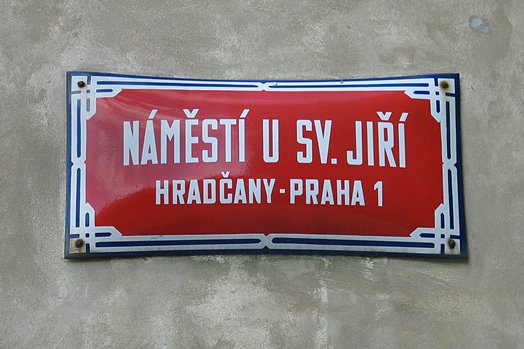 NÁMĚSTÍ U SV. JIŘÍ
HRADČANY - PRAHA 1